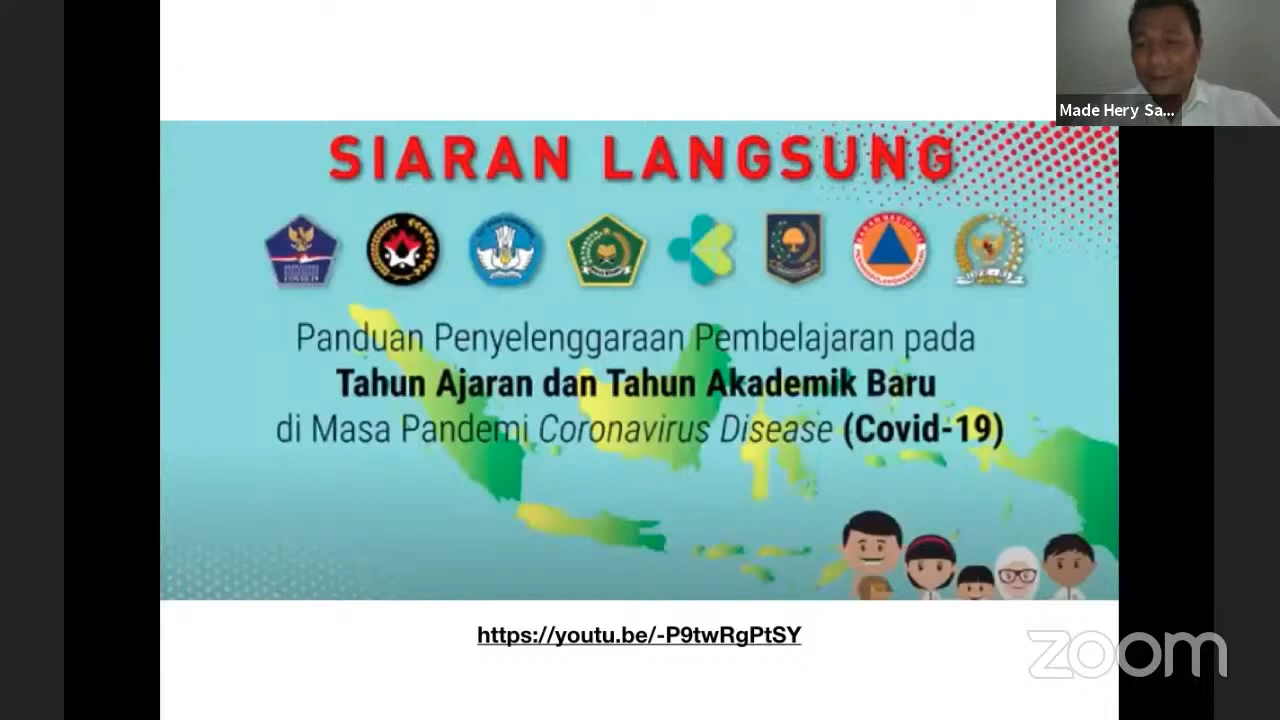 Made Hery Sa...
SIARAN LANGSUNG
Panduan Penyelenggaraan Pembelajaran pada
Tahun Ajaran dan Tahun Akademik Baru
di Masa Pandemi Coronavirus Disease (Covid-19)
https://youtu.be/-P9twRgPtSY
zoom